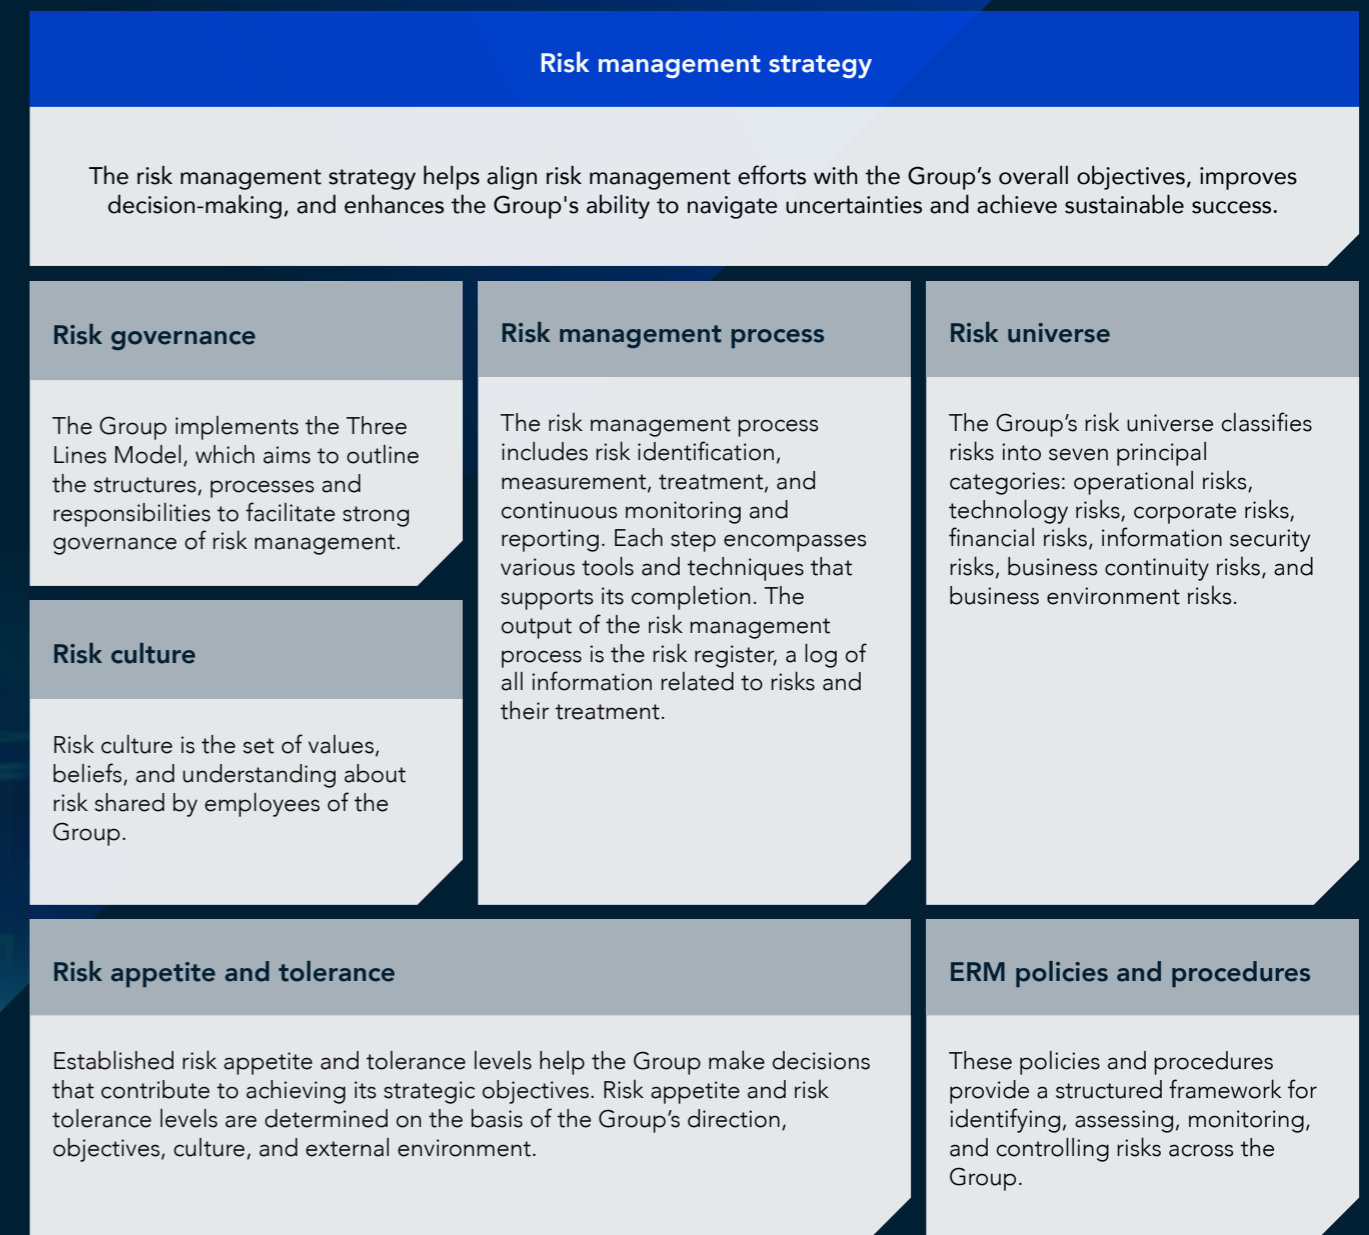 Risk management strategy
The risk management strategy helps align risk management efforts with the Group’s overall objectives, improves
decision-making, and enhances the Group's ability to navigate uncertainties and achieve sustainable success.
Risk governance
The Group implements the Three
Lines Model, which aims to outline
the structures, processes and
responsibilities to facilitate strong
governance of risk management.
Risk culture
Risk culture is the set of values,
beliefs, and understanding about
risk shared by employees of the
Group.
Risk management process
The risk management process
includes risk identification,
measurement, treatment, and
continuous monitoring and
reporting. Each step encompasses
various tools and techniques that
supports its completion. The
output of the risk management
process is the risk register, a log of
all information related to risks and
their treatment.
Risk universe
The Group’s risk universe classifies
risks into seven principal
categories: operational risks,
technology risks, corporate risks,
financial risks, information security
risks, business continuity risks, and
business environment risks.
Risk appetite and tolerance
Established risk appetite and tolerance levels help the Group make decisions
that contribute to achieving its strategic objectives. Risk appetite and risk
tolerance levels are determined on the basis of the Group’s direction,
objectives, culture, and external environment.
ERM policies and procedures
These policies and procedures
provide a structured framework for
identifying, assessing, monitoring,
and controlling risks across the
Group.